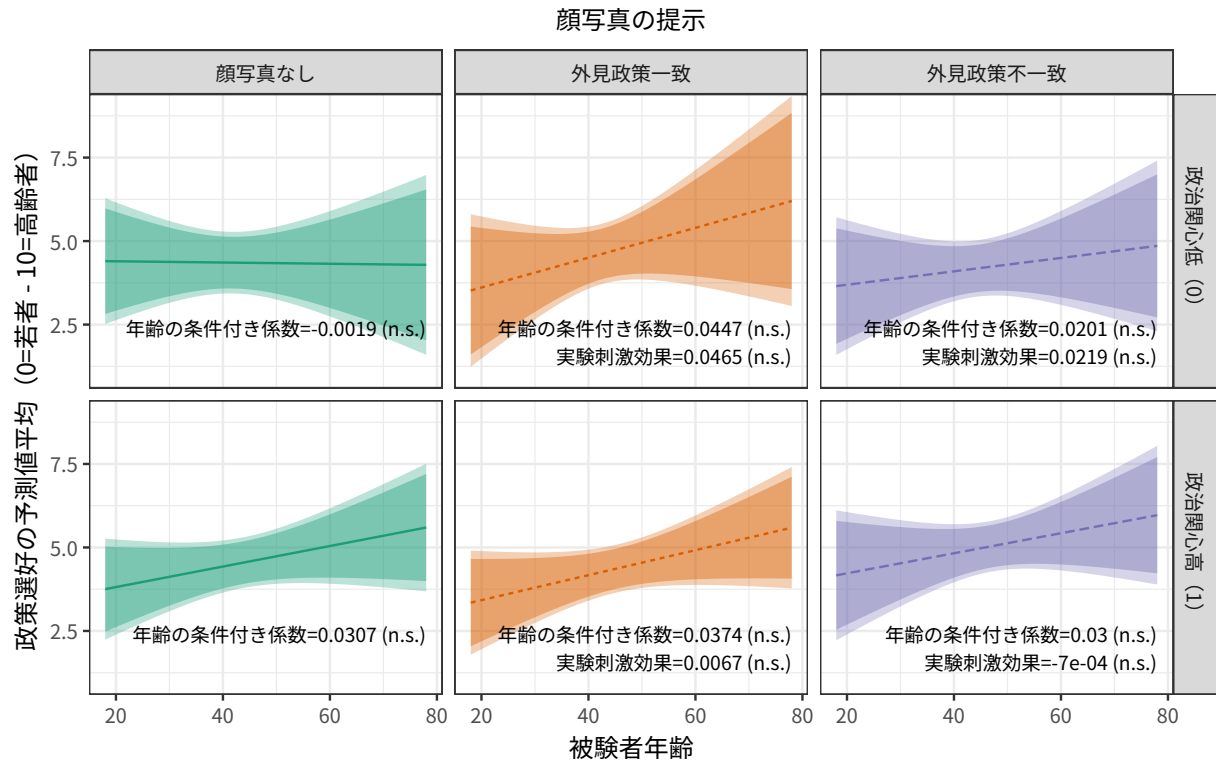 顔写真の提示
顔写真なし
外見政策一致
外見政策不一致
政策選好の予測値平均（0=若者 - 10=高齢者）
7.5
5.0
2.5
年齢の条件付き係数=-0.0019 (n.s.)
年齢の条件付き係数=0.0447 (n.s.)
実験刺激効果=0.0465 (n.s.)
年齢の条件付き係数=0.0201 (n.s.)
実験刺激効果=0.0219 (n.s.)
政治関心低（0）
7.5
5.0
2.5
年齢の条件付き係数=0.0307 (n.s.)
年齢の条件付き係数=0.0374 (n.s.)
実験刺激効果=0.0067 (n.s.)
年齢の条件付き係数=0.03 (n.s.)
実験刺激効果=-7e-04 (n.s.)
政治関心高（1）
20 40 60 80
20 40 60 80
20 40 60 80
被験者年齢